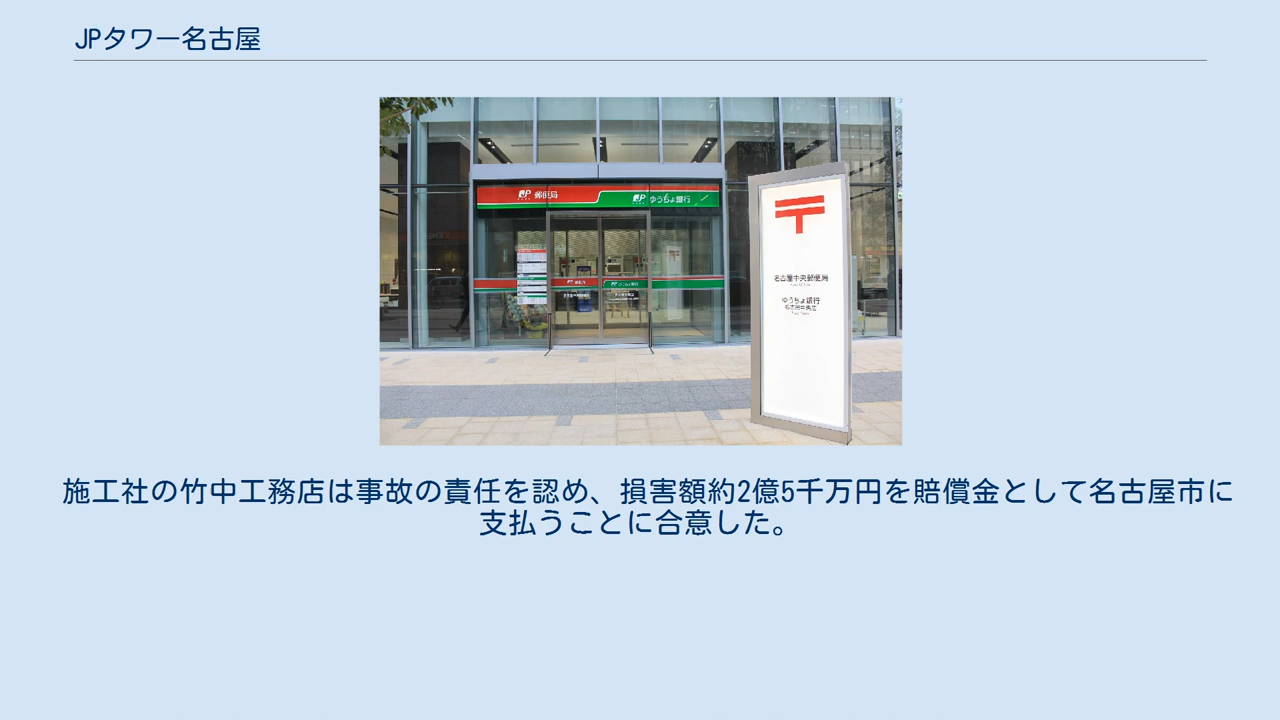 JPタワー名古屋
JP 郵便局
JP ゆうちょ銀行
名古屋中央郵便局
ゆうちょ銀行
施工社の竹中工務店は事故の責任を認め、損害額約2億5千万円を賠償金として名古屋市に
支払うことに合意した。